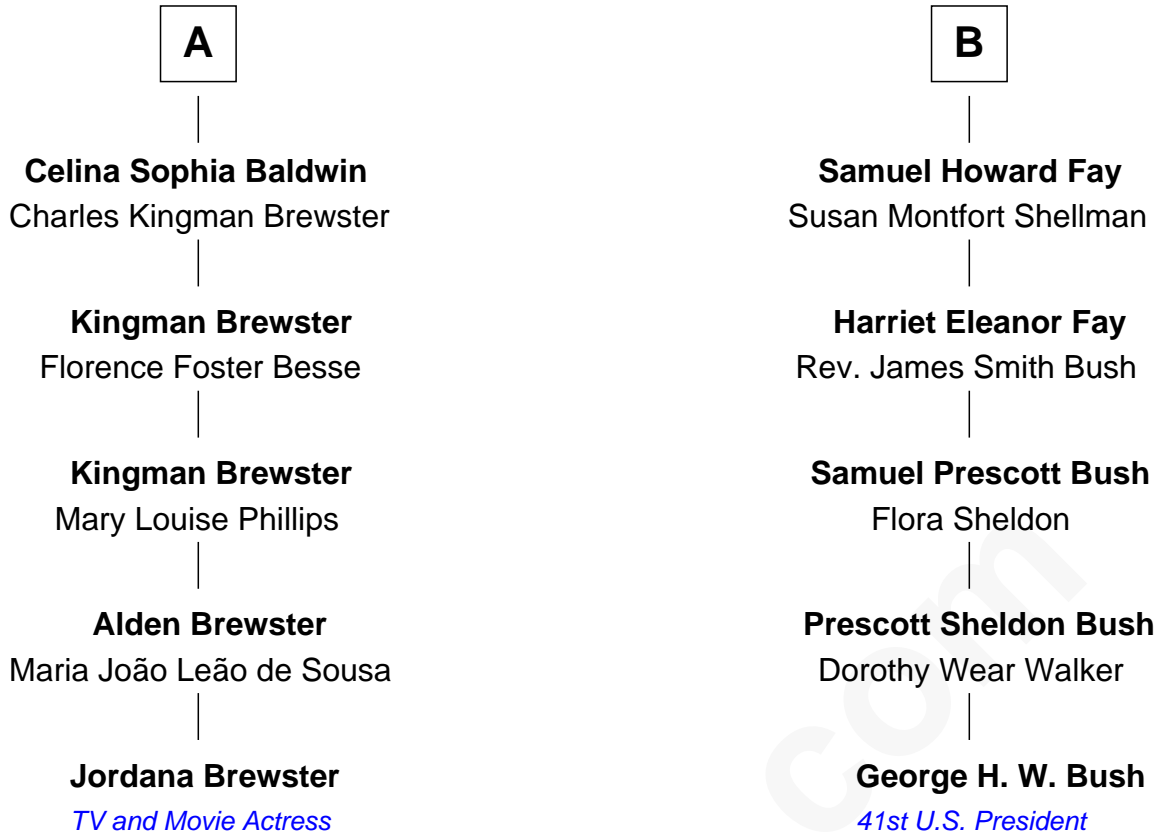 A
B
Celina Sophia Baldwin
Charles Kingman Brewster
Samuel Howard Fay
Susan Montfort Shellman
Kingman Brewster
Florence Foster Besse
Harriet Eleanor Fay
Rev. James Smith Bush
Kingman Brewster
Mary Louise Phillips
Samuel Prescott Bush
Flora Sheldon
Alden Brewster
Maria João Leão de Sousa
Prescott Sheldon Bush
Dorothy Wear Walker
Jordana Brewster
TV and Movie Actress
George H. W. Bush
41st U.S. President
com